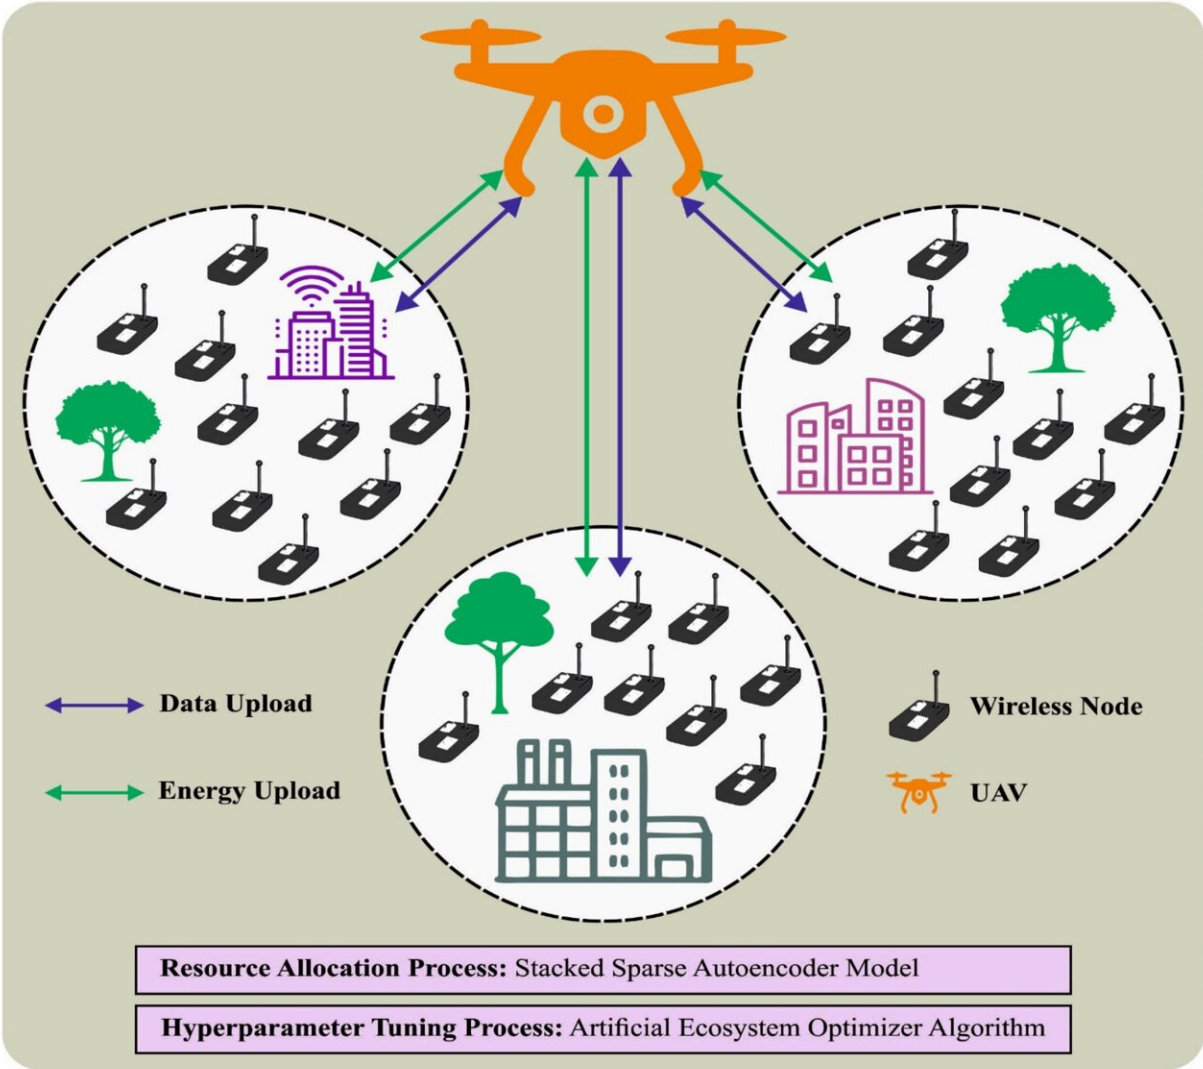 Data Upload
Wireless Node
Energy Upload
UAV
Resource Allocation Process: Stacked Sparse Autoencoder Model
Hyperparameter Tuning Process: Artificial Ecosystem Optimizer Algorithm